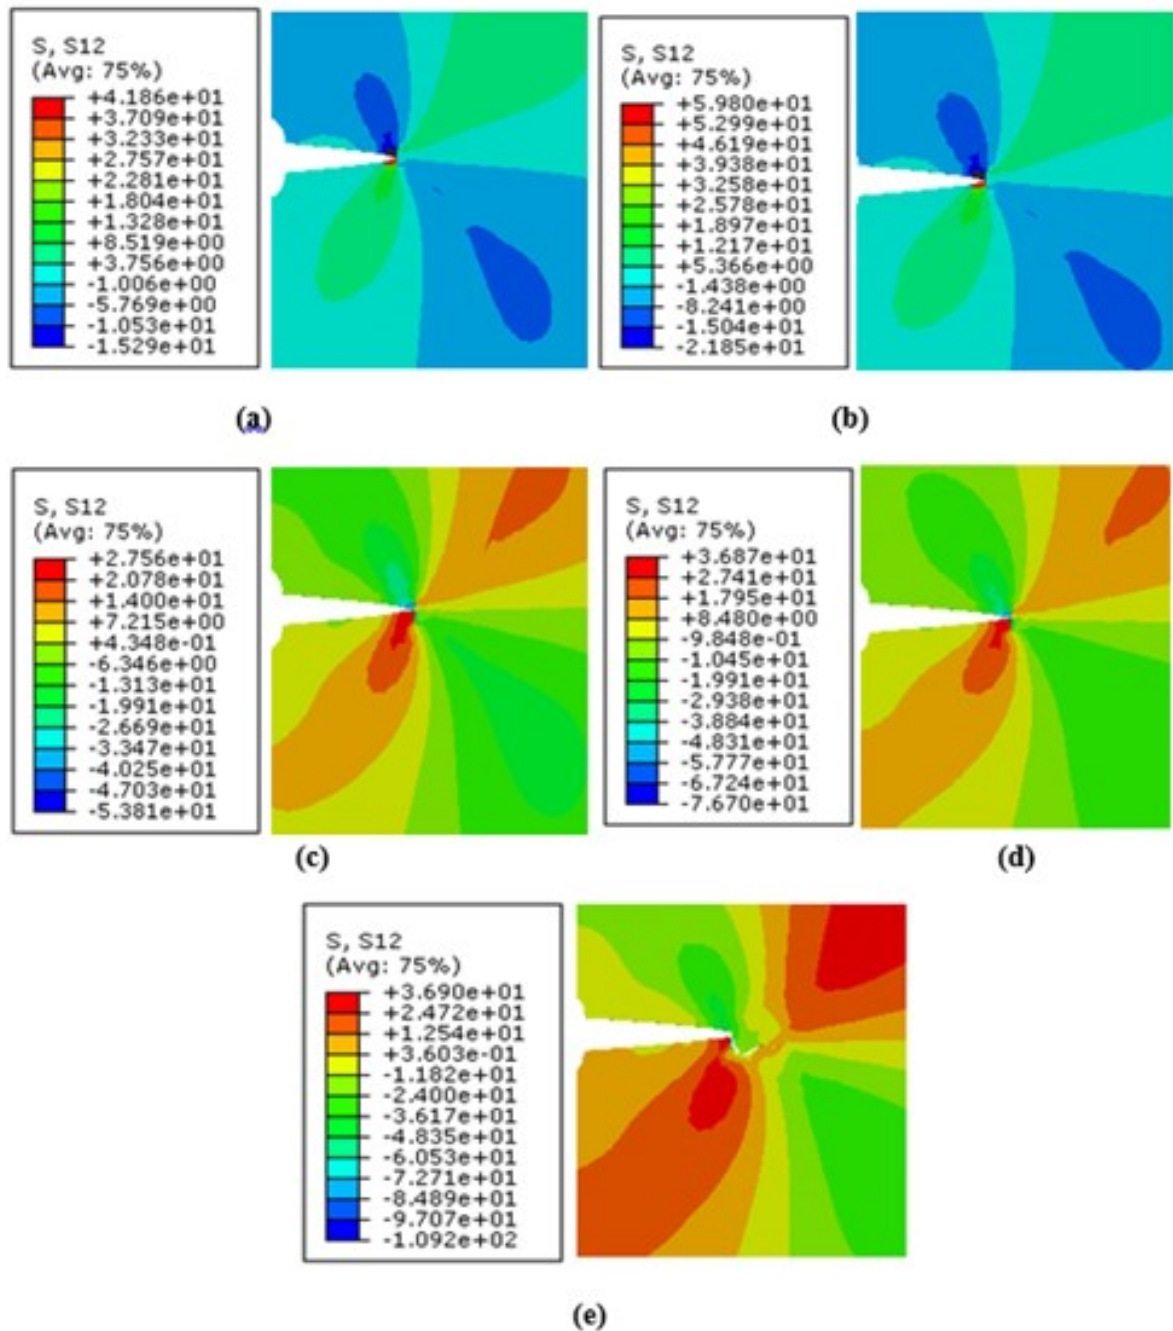 S, S12
(Avg: 75%)
+4.186e+01
+3.709e+01
+3.233e+01
+2.757e+01
+2.281e+01
+1.804e+01
+1.328e+01
+8.519e+00
+3.756e+00
-1.006e+00
-5.769e+00
-1.053e+01
-1.529e+01
(a)
S, S12
(Avg: 75%)
+5.980e+01
+5.299e+01
+4.619e+01
+3.938e+01
+3.258e+01
+2.578e+01
+1.897e+01
+1.217e+01
+5.366e+00
-1.438e+00
-8.241e+00
-1.504e+01
-2.185e+01
(b)
S, S12
(Avg: 75%)
+2.756e+01
+2.078e+01
+1.400e+01
+7.215e+00
+4.348e-01
-6.346e+00
-1.313e+01
-1.991e+01
-2.669e+01
-3.347e+01
-4.025e+01
-4.703e+01
-5.381e+01
(c)
S, S12
(Avg: 75%)
+3.687e+01
+2.741e+01
+1.795e+01
+8.480e+00
-9.848e-01
-1.045e+01
-1.991e+01
-2.938e+01
-3.884e+01
-4.831e+01
-5.777e+01
-6.724e+01
-7.670e+01
(d)
S, S12
(Avg: 75%)
+3.690e+01
+2.472e+01
+1.254e+01
+3.603e-01
-1.182e+01
-2.400e+01
-3.617e+01
-4.835e+01
-6.053e+01
-7.271e+01
-8.489e+01
-9.707e+01
-1.092e+02
(e)